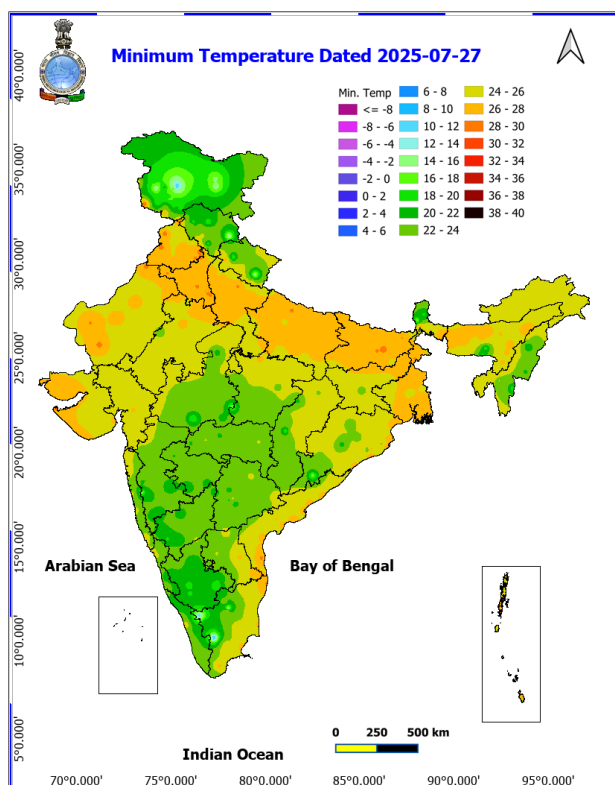 Minimum Temperature Dated 2025-07-27
Min. Temp
<= -8
-8 - -6
-6 - -4
-4 - -2
-2 - 0
0 - 2
2 - 4
4 - 6
6 - 8
8 - 10
10 - 12
12 - 14
14 - 16
16 - 18
18 - 20
20 - 22
22 - 24
24 - 26
26 - 28
28 - 30
30 - 32
32 - 34
34 - 36
36 - 38
38 - 40
40°0.000'
35°0.000'
30°0.000'
25°0.000'
20°0.000'
15°0.000'
10°0.000'
5°0.000'
Arabian Sea
Bay of Bengal
0 250 500 km
Indian Ocean
70°0.000' 75°0.000' 80°0.000' 85°0.000' 90°0.000' 95°0.000'